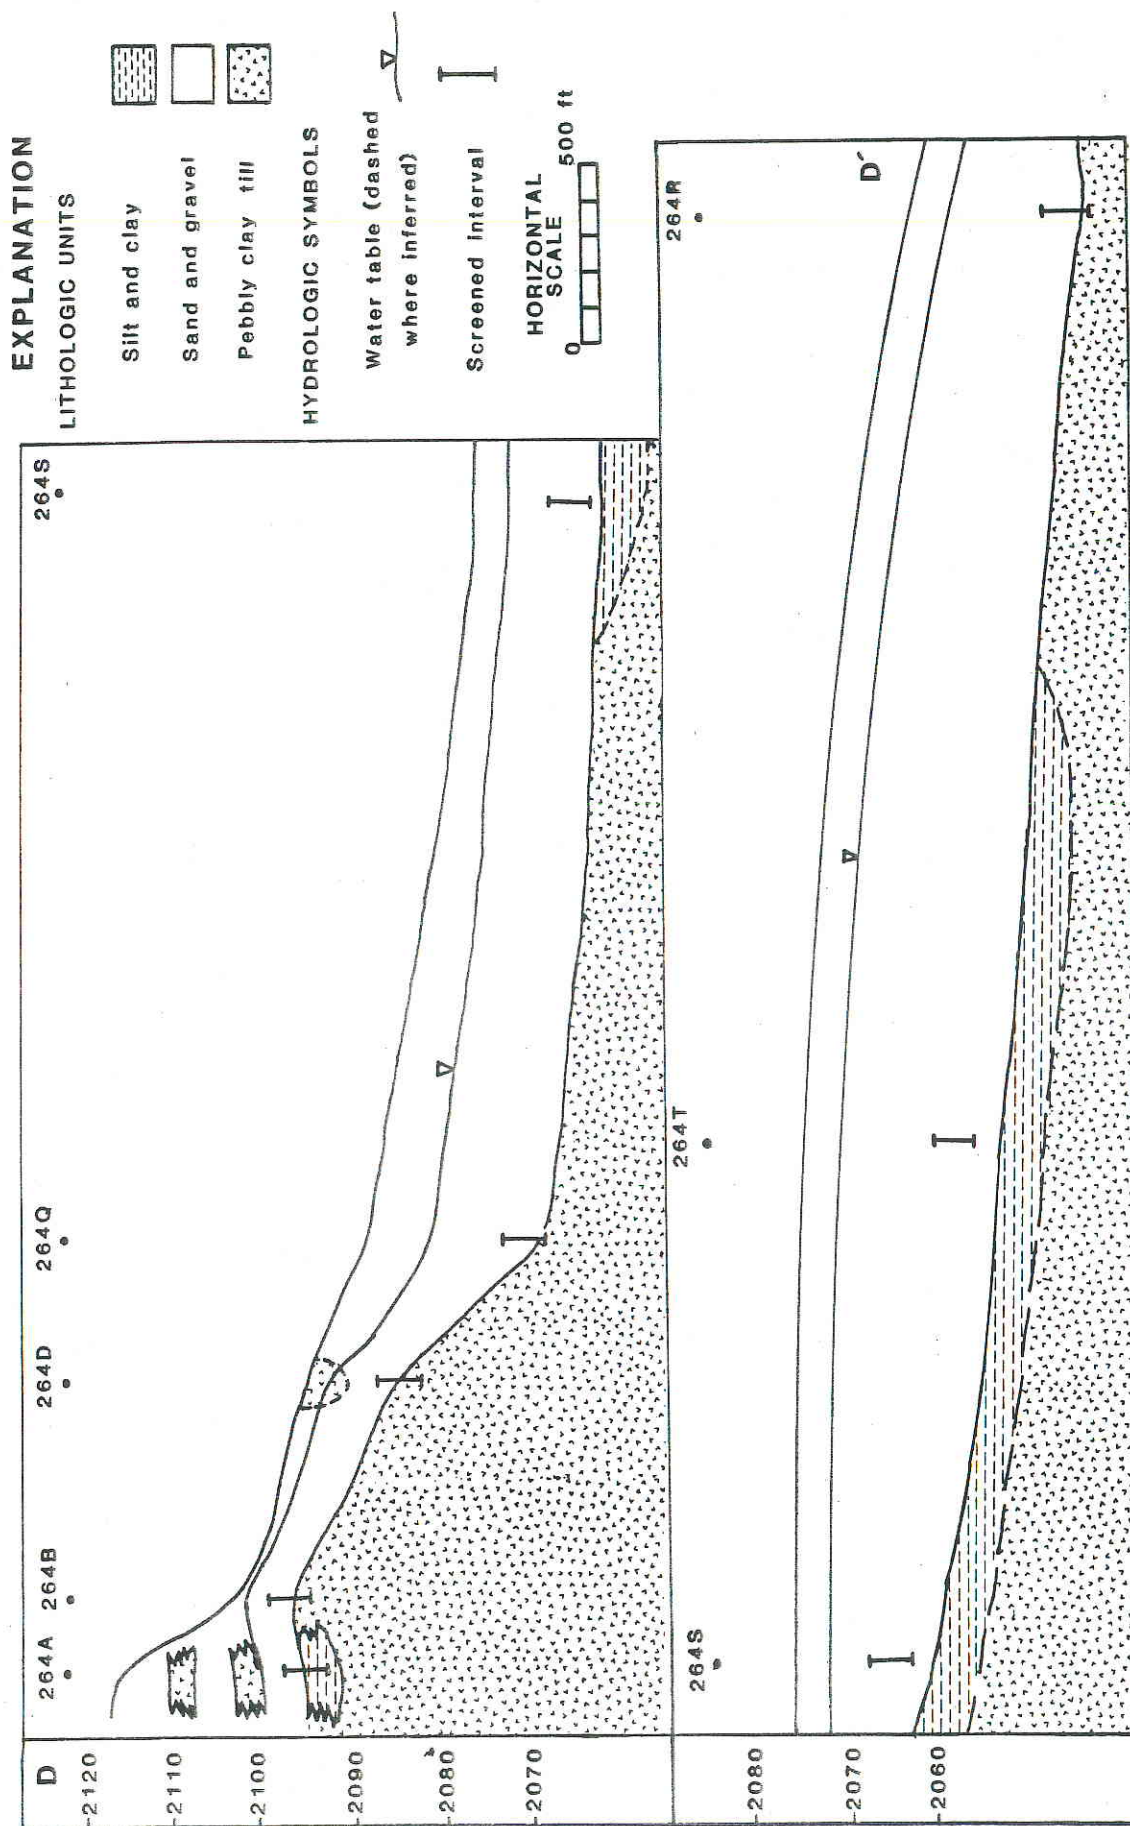 EXPLANATION
LITHOLOGIC UNITS
Silt and clay
Sand and gravel
Pebbly clay till
HYDROLOGIC SYMBOLS
Water table (dashed
where inferred)
Screened interval
HORIZONTAL
SCALE
0 500 ft
D
264A
264B
264D
264Q
264S
-2120
-2110
-2100
-2090
-2080
-2070
264S
264T
264R
D′
-2080
-2070
-2060